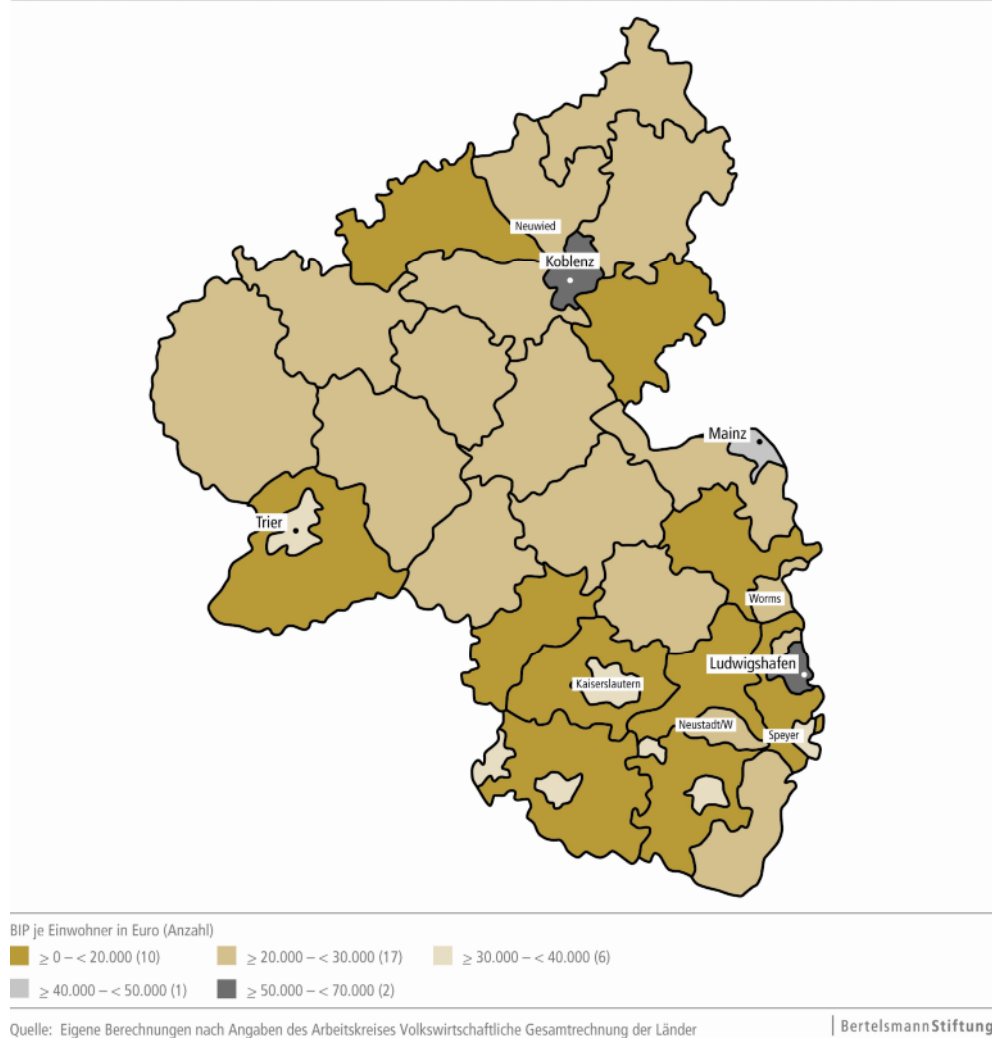 Neuwied
Koblenz
Mainz
Trier
Worms
Ludwigshafen
Kaiserslautern
Neustadt/W
Speyer
BIP je Einwohner in Euro (Anzahl)
≥ 0 – < 20.000 (10) ≥ 20.000 – < 30.000 (17) ≥ 30.000 – < 40.000 (6)
≥ 40.000 – < 50.000 (1) ≥ 50.000 – < 70.000 (2)
Quelle: Eigene Berechnungen nach Angaben des Arbeitskreises Volkswirtschaftliche Gesamtrechnung der Länder | BertelsmannStiftung